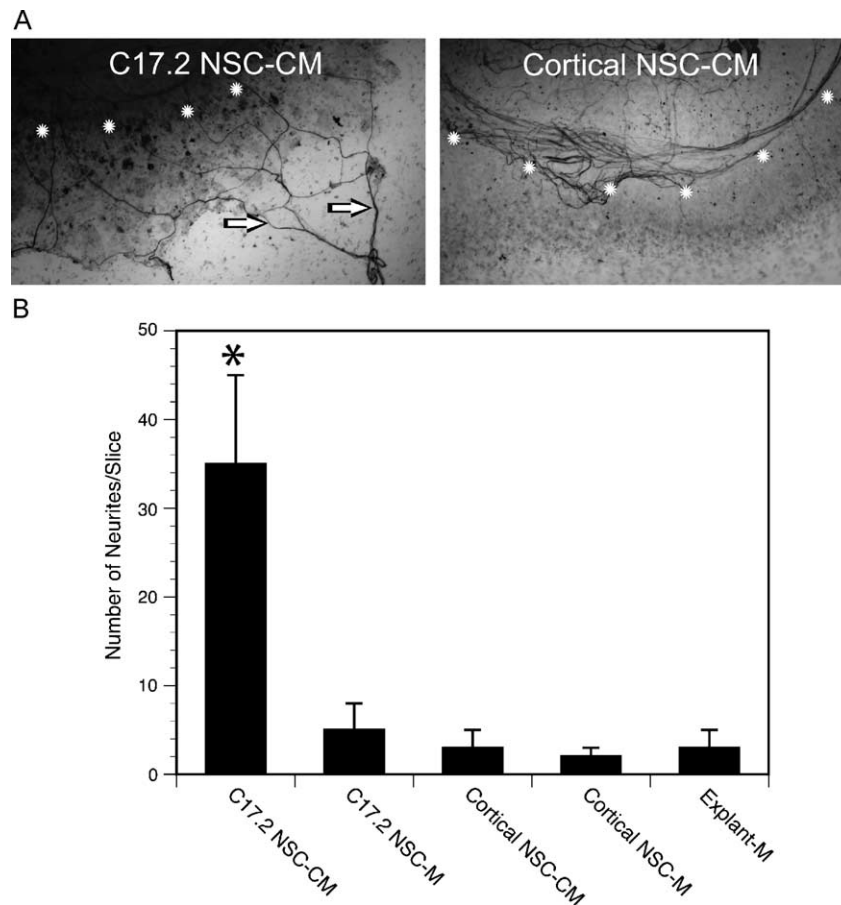 A
C17.2 NSC-CM
Cortical NSC-CM
B
Number of Neurites/Slice
50
40
30
20
10
0
*
C17.2 NSC-CM
C17.2 NSC-M
Cortical NSC-CM
Cortical NSC-M
Explant-M